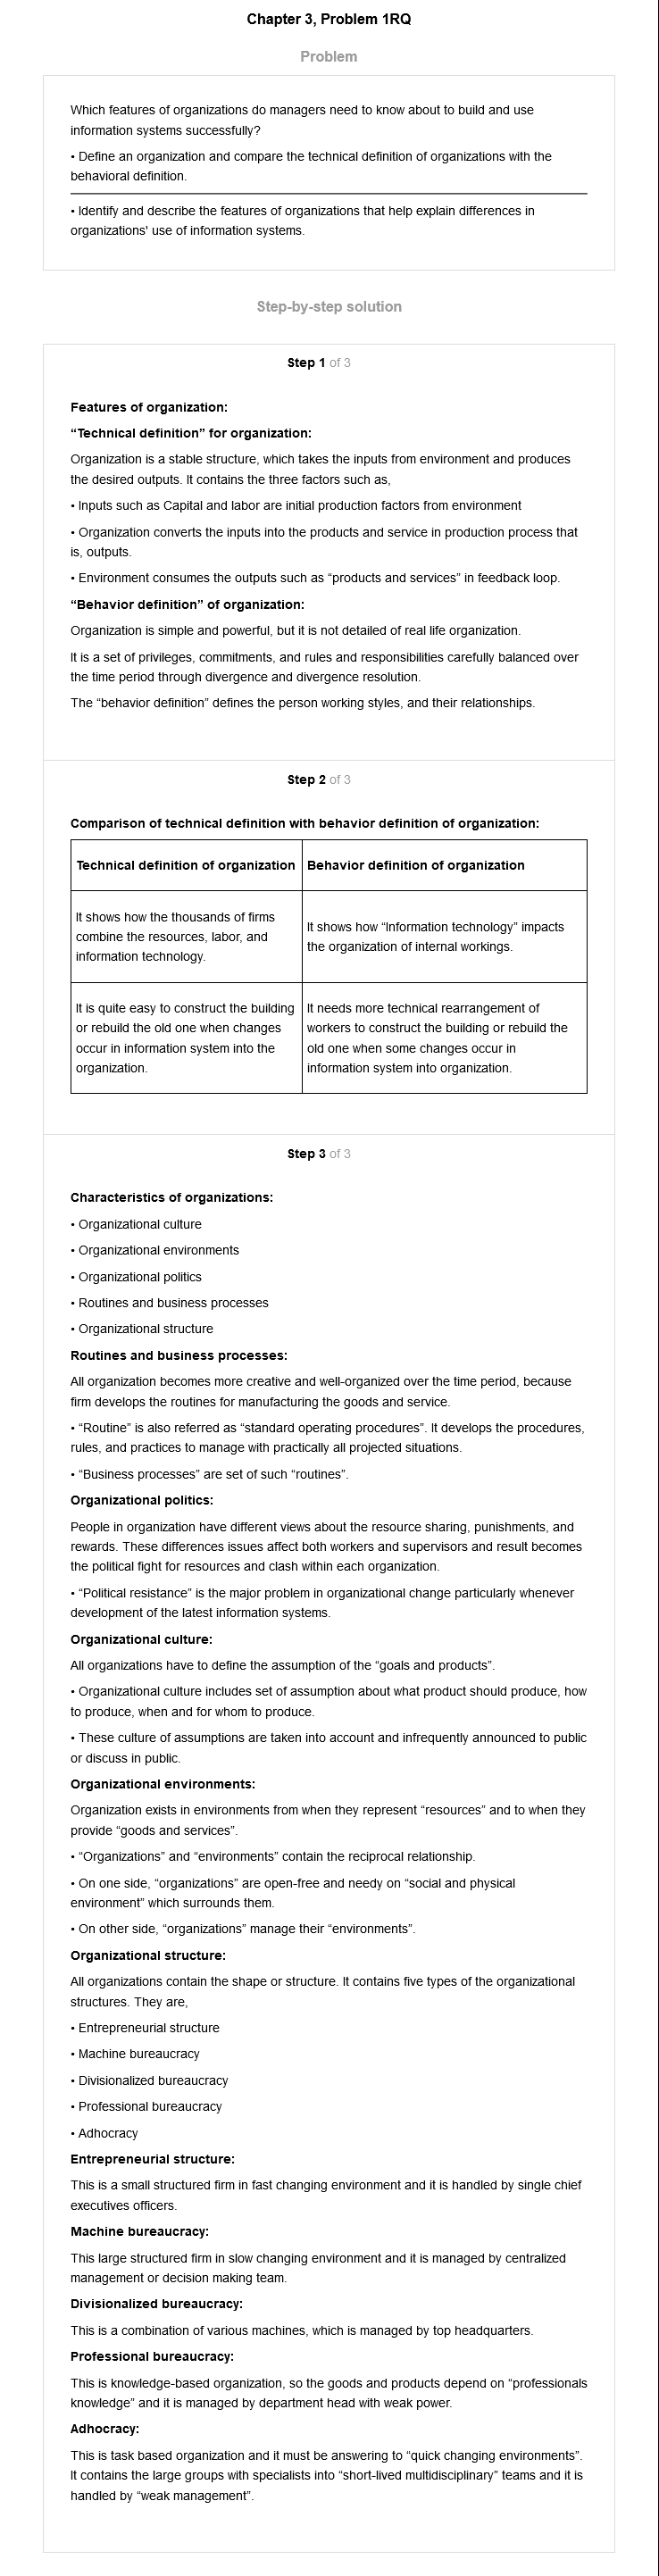 Chapter 3, Problem 1RQ
Problem
Which features of organizations do managers need to know about to build and use
information systems successfully?
• Define an organization and compare the technical definition of organizations with the
behavioral definition.
• Identify and describe the features of organizations that help explain differences in
organizations' use of information systems.
Step-by-step solution
Step 1 of 3
Features of organization:
“Technical definition” for organization:
Organization is a stable structure, which takes the inputs from environment and produces
the desired outputs. It contains the three factors such as,
• Inputs such as Capital and labor are initial production factors from environment
• Organization converts the inputs into the products and service in production process that
is, outputs.
• Environment consumes the outputs such as “products and services” in feedback loop.
“Behavior definition” of organization:
Organization is simple and powerful, but it is not detailed of real life organization.
It is a set of privileges, commitments, and rules and responsibilities carefully balanced over
the time period through divergence and divergence resolution.
The “behavior definition” defines the person working styles, and their relationships.
Step 2 of 3
Comparison of technical definition with behavior definition of organization:
Technical definition of organization
Behavior definition of organization
It shows how the thousands of firms
combine the resources, labor, and
information technology.
It shows how “Information technology” impacts
the organization of internal workings.
It is quite easy to construct the building
or rebuild the old one when changes
occur in information system into the
organization.
It needs more technical rearrangement of
workers to construct the building or rebuild the
old one when some changes occur in
information system into organization.
Step 3 of 3
Characteristics of organizations:
• Organizational culture
• Organizational environments
• Organizational politics
• Routines and business processes
• Organizational structure
Routines and business processes:
All organization becomes more creative and well-organized over the time period, because
firm develops the routines for manufacturing the goods and service.
• “Routine” is also referred as “standard operating procedures”. It develops the procedures,
rules, and practices to manage with practically all projected situations.
• “Business processes” are set of such “routines”.
Organizational politics:
People in organization have different views about the resource sharing, punishments, and
rewards. These differences issues affect both workers and supervisors and result becomes
the political fight for resources and clash within each organization.
• “Political resistance” is the major problem in organizational change particularly whenever
development of the latest information systems.
Organizational culture:
All organizations have to define the assumption of the “goals and products”.
• Organizational culture includes set of assumption about what product should produce, how
to produce, when and for whom to produce.
• These culture of assumptions are taken into account and infrequently announced to public
or discuss in public.
Organizational environments:
Organization exists in environments from when they represent “resources” and to when they
provide “goods and services”.
• “Organizations” and “environments” contain the reciprocal relationship.
• On one side, “organizations” are open-free and needy on “social and physical
environment” which surrounds them.
• On other side, “organizations” manage their “environments”.
Organizational structure:
All organizations contain the shape or structure. It contains five types of the organizational
structures. They are,
• Entrepreneurial structure
• Machine bureaucracy
• Divisionalized bureaucracy
• Professional bureaucracy
• Adhocracy
Entrepreneurial structure:
This is a small structured firm in fast changing environment and it is handled by single chief
executives officers.
Machine bureaucracy:
This large structured firm in slow changing environment and it is managed by centralized
management or decision making team.
Divisionalized bureaucracy:
This is a combination of various machines, which is managed by top headquarters.
Professional bureaucracy:
This is knowledge-based organization, so the goods and products depend on “professionals
knowledge” and it is managed by department head with weak power.
Adhocracy:
This is task based organization and it must be answering to “quick changing environments”.
It contains the large groups with specialists into “short-lived multidisciplinary” teams and it is
handled by “weak management”.